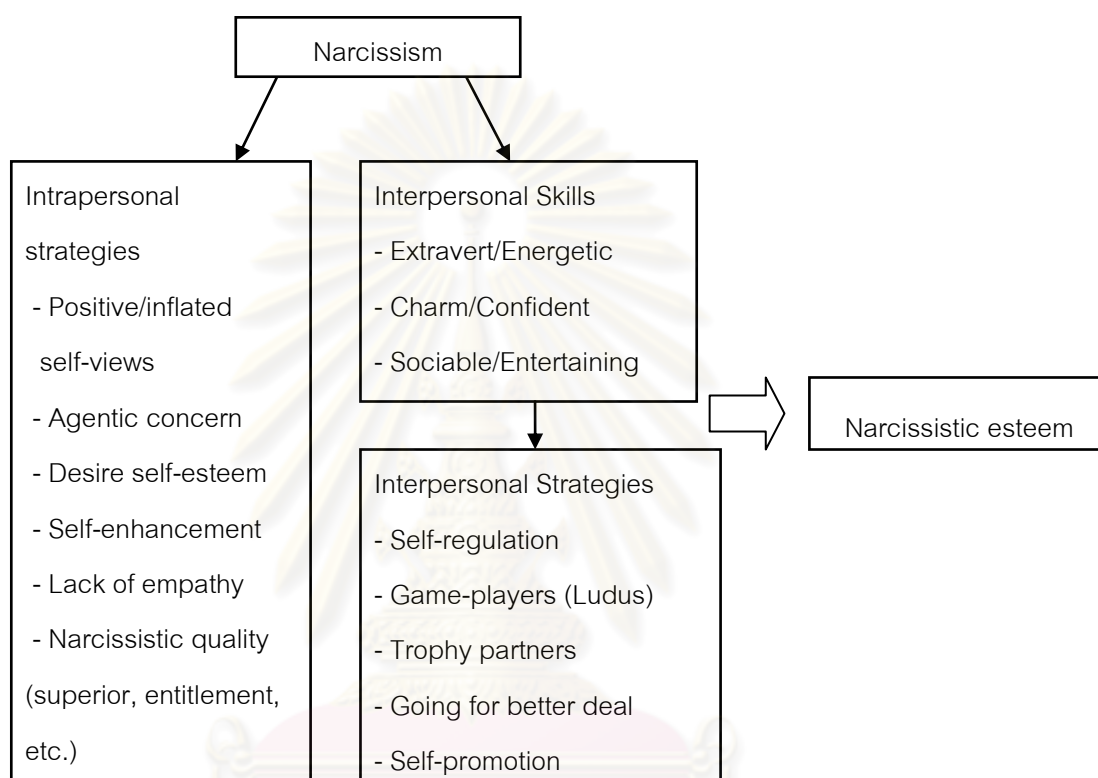 Narcissism
Intrapersonal
strategies
- Positive/inflated
self-views
- Agentic concern
- Desire self-esteem
- Self-enhancement
- Lack of empathy
- Narcissistic quality
(superior, entitlement,
etc.)
Interpersonal Skills
- Extravert/Energetic
- Charm/Confident
- Sociable/Entertaining
Interpersonal Strategies
- Self-regulation
- Game-players (Ludus)
- Trophy partners
- Going for better deal
- Self-promotion
Narcissistic esteem